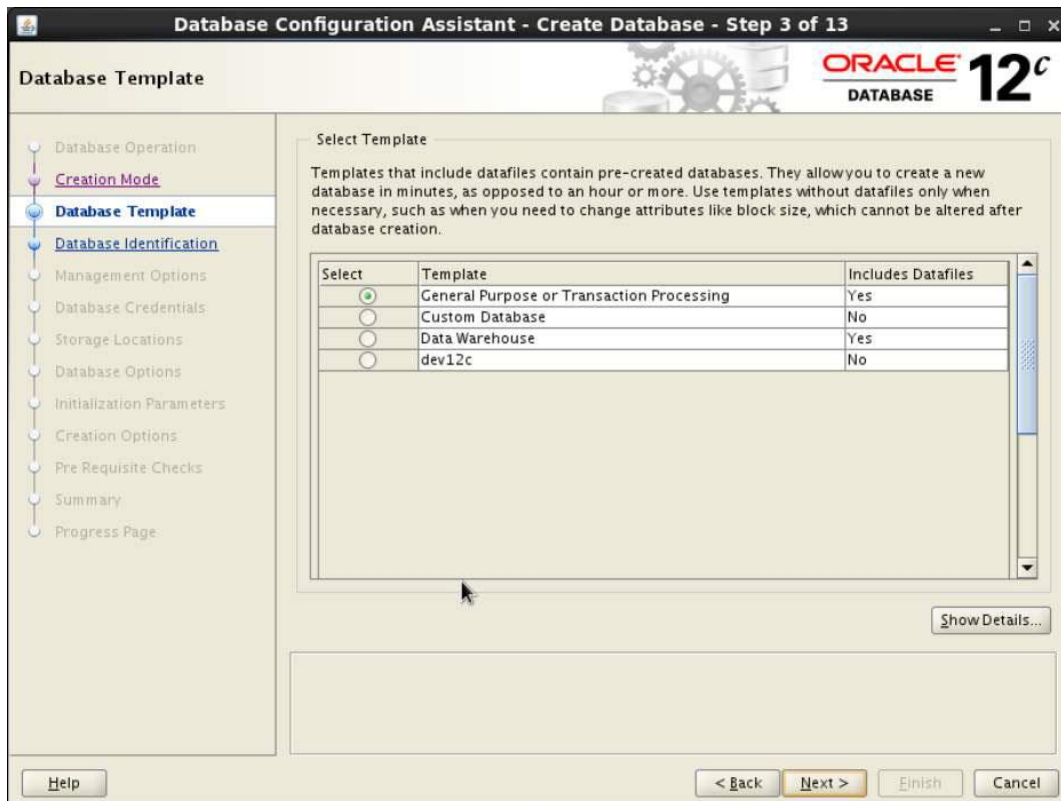 Database Configuration Assistant - Create Database - Step 3 of 13
Database Template
ORACLE
DATABASE
12c
Database Operation
Creation Mode
Database Template
Database Identification
Management Options
Database Credentials
Storage Locations
Database Options
Initialization Parameters
Creation Options
Pre Requisite Checks
Summary
Progress Page
Select Template
Templates that include datafiles contain pre-created databases. They allow you to create a new
database in minutes, as opposed to an hour or more. Use templates without datafiles only when
necessary, such as when you need to change attributes like block size, which cannot be altered after
database creation.
Select Template Includes Datafiles
General Purpose or Transaction Processing Yes
Custom Database No
Data Warehouse Yes
dev12c No
Show Details...
Help < Back Next > Finish Cancel